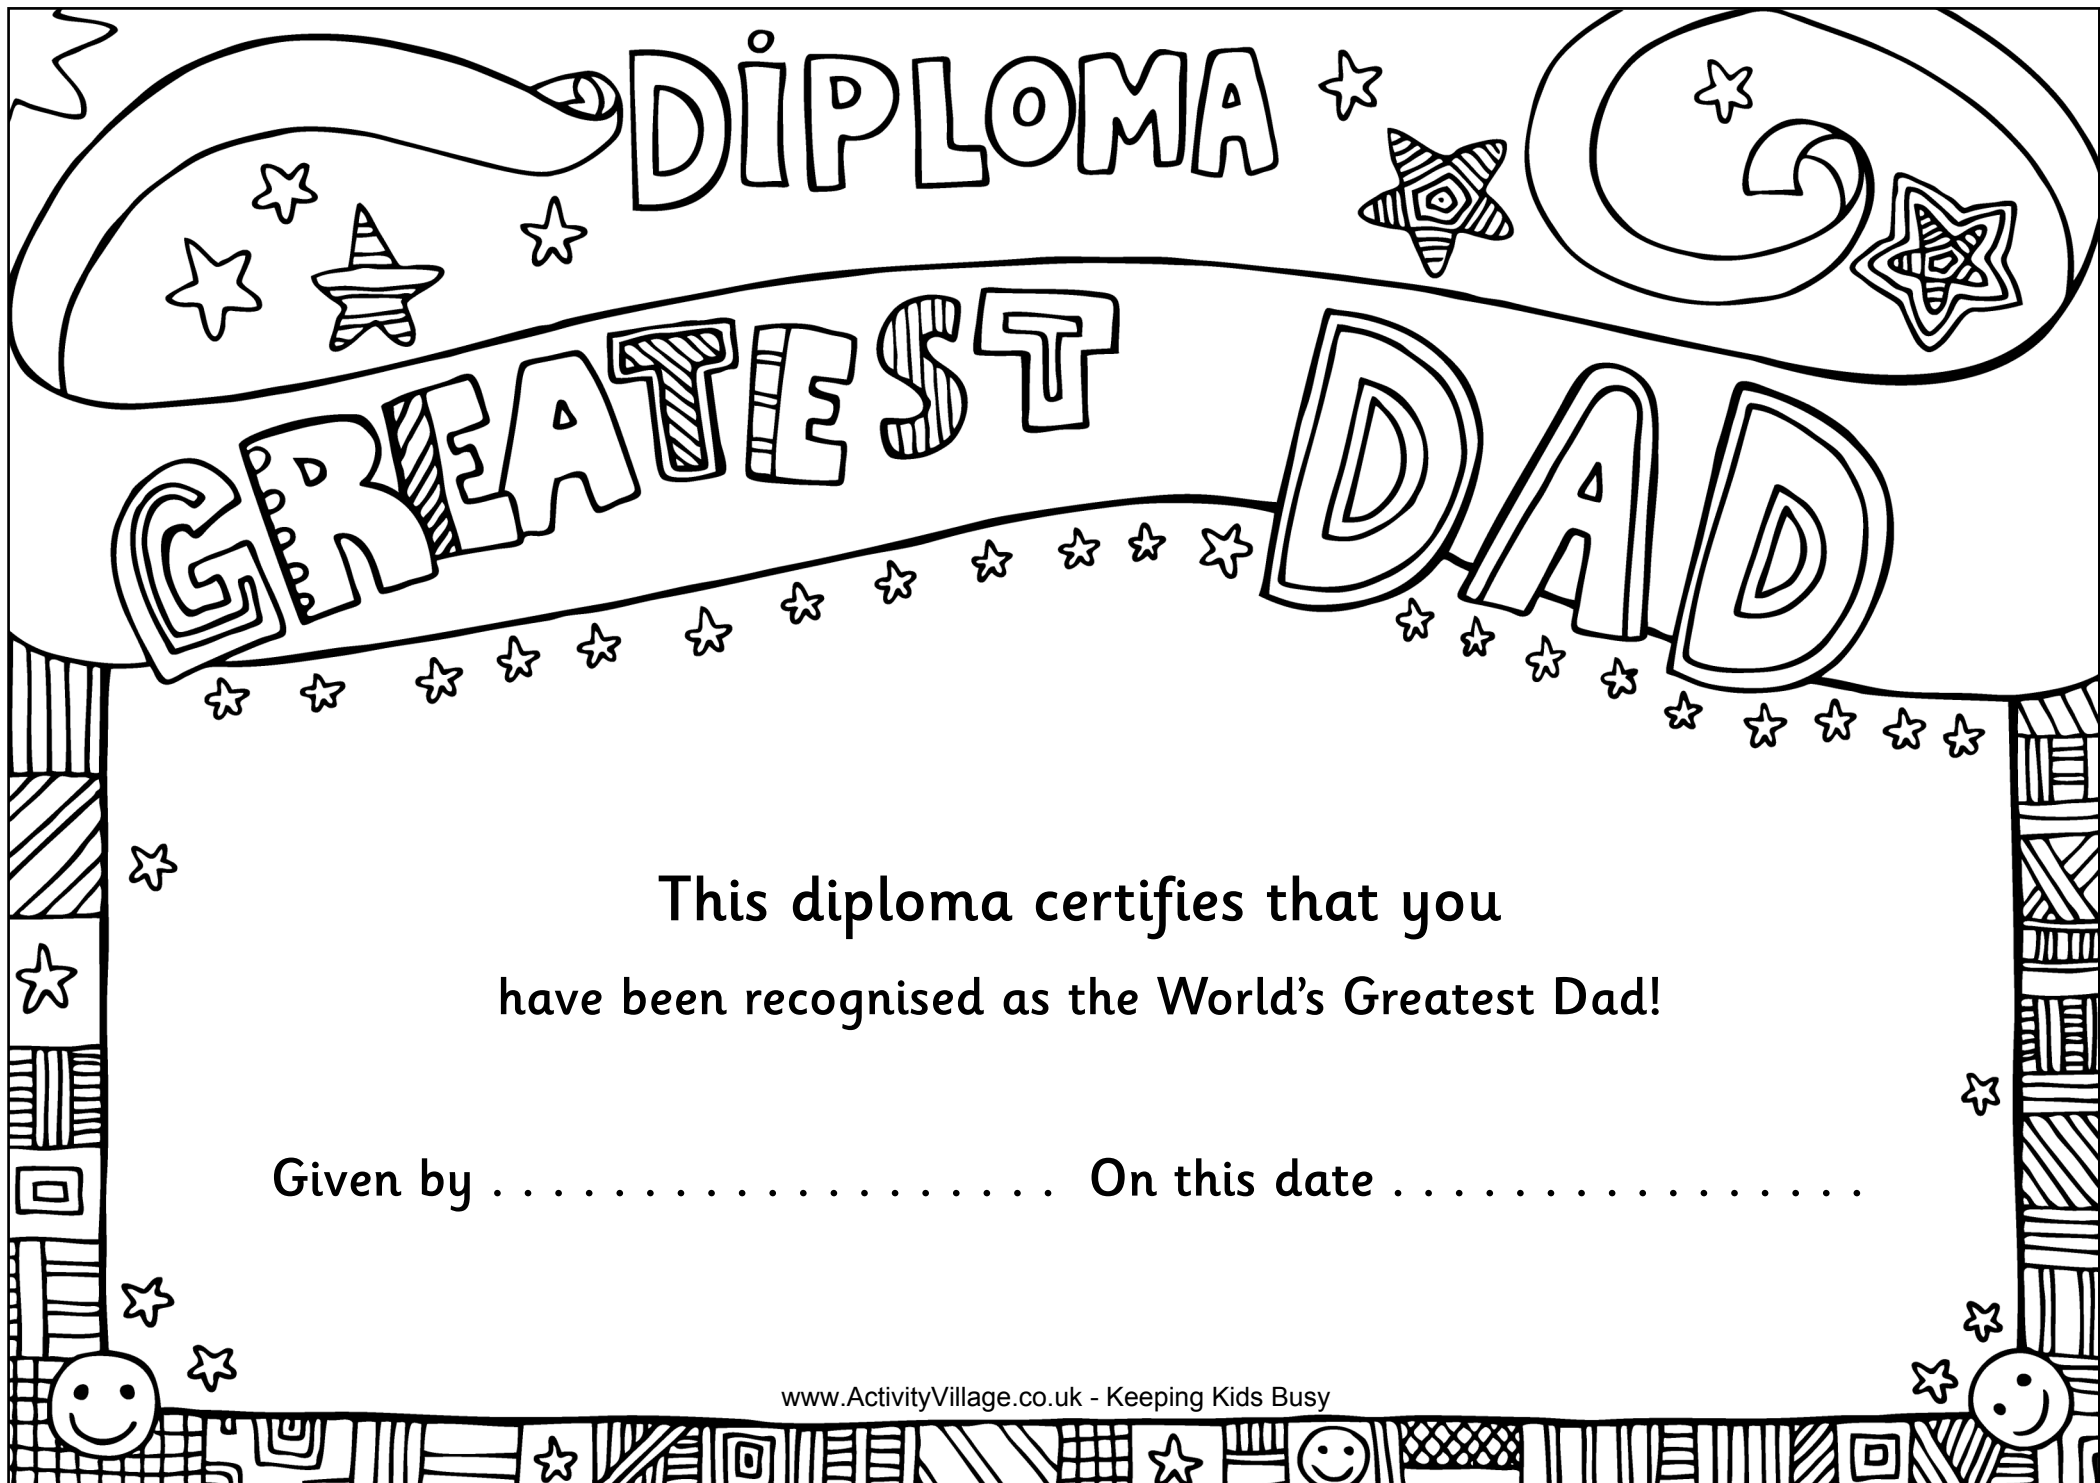 DiPLOMA
GREATEST DAD
This diploma certifies that you
have been recognised as the World's Greatest Dad!
Given by . . . . . . . . . . . . . . . . . . . On this date . . . . . . . . . . . . . . . .
www.ActivityVillage.co.uk - Keeping Kids Busy